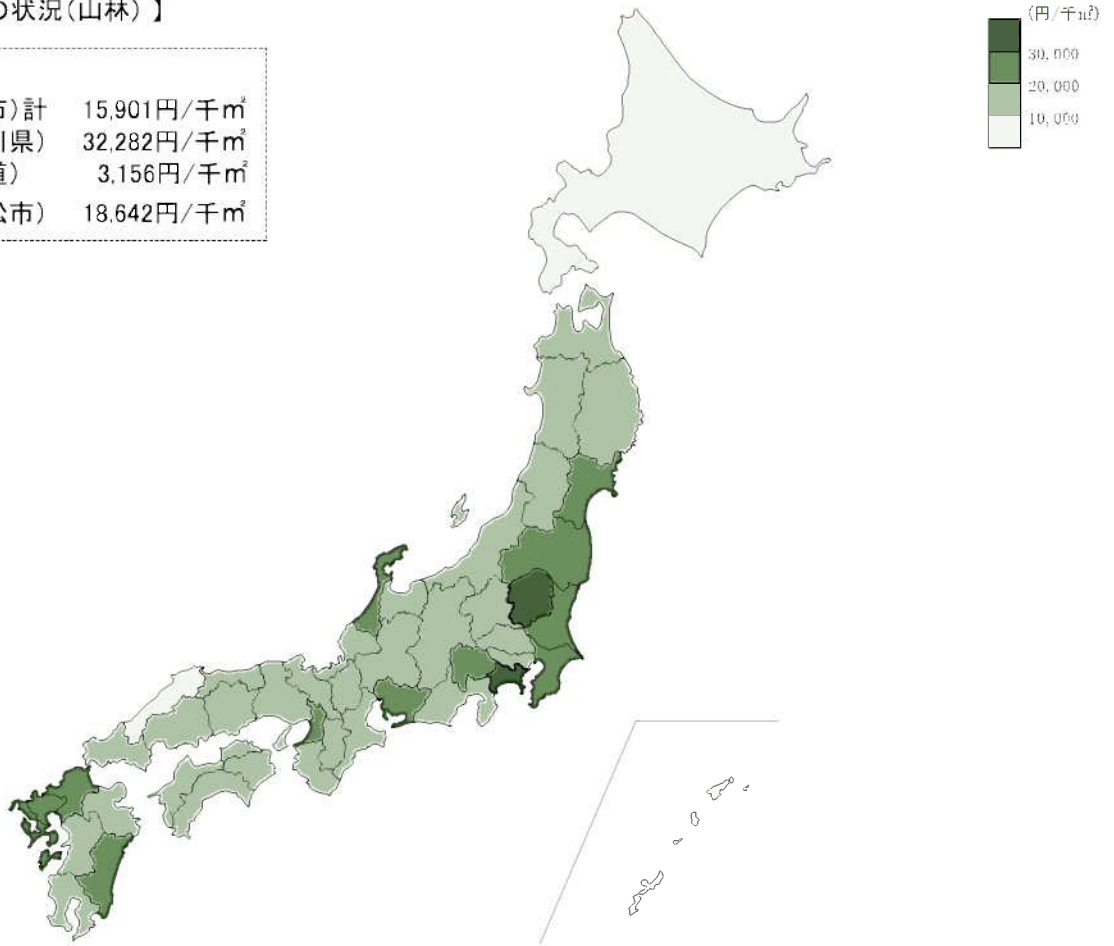 の状況(山林)】
市)計 15,901円/千㎡
川県) 32,282円/千㎡
道) 3,156円/千㎡
松市) 18,642円/千㎡
(円/千㎡)
30,000
20,000
10,000